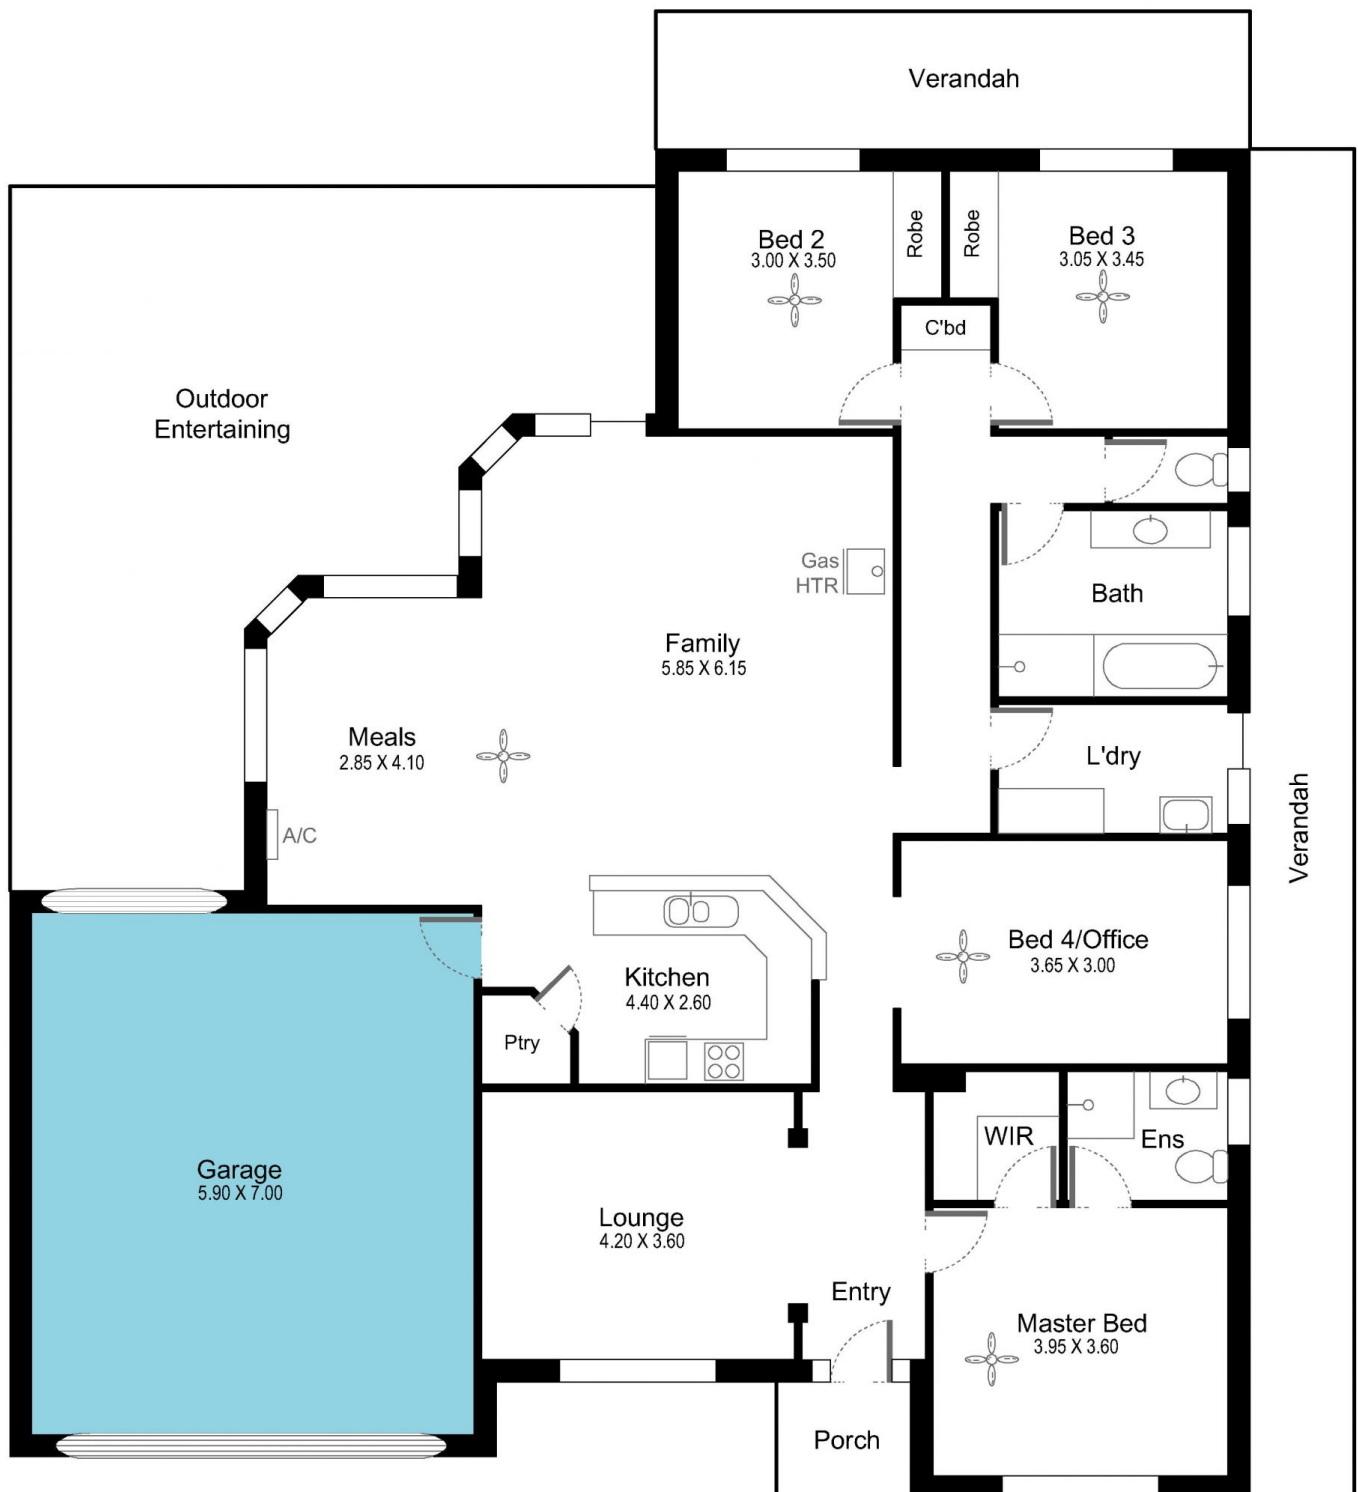 Verandah
Bed 2
3.00 X 3.50
Robe
Robe
Bed 3
3.05 X 3.45
C'bd
Outdoor
Entertaining
Gas
HTR
Bath
Family
5.85 X 6.15
Meals
2.85 X 4.10
L'dry
A/C
Verandah
Bed 4/Office
3.65 X 3.00
Kitchen
4.40 X 2.60
Ptry
WIR
Ens
Garage
5.90 X 7.00
Lounge
4.20 X 3.60
Entry
Master Bed
3.95 X 3.60
Porch